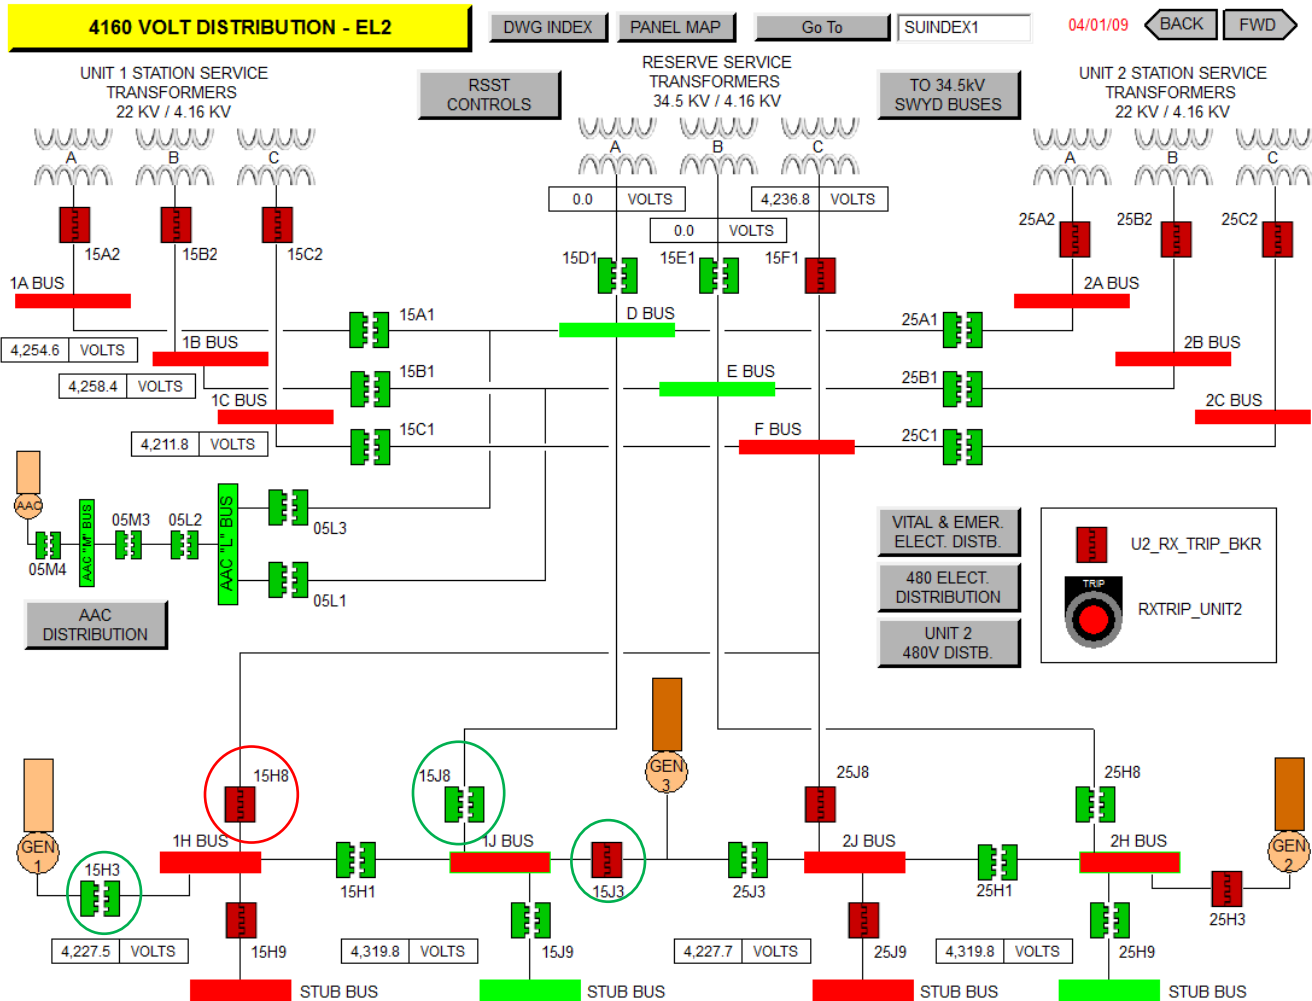 4160 VOLT DISTRIBUTION - EL2
DWG INDEX
PANEL MAP
Go To
SUINDEX1
04/01/09
BACK
FWD
UNIT 1 STATION SERVICE
TRANSFORMERS
22 KV / 4.16 KV
RSST
CONTROLS
RESERVE SERVICE
TRANSFORMERS
34.5 KV / 4.16 KV
TO 34.5kV
SWYD BUSES
UNIT 2 STATION SERVICE
TRANSFORMERS
22 KV / 4.16 KV
A
B
C
A
B
C
A
B
C
0.0 VOLTS
4,236.8 VOLTS
0.0 VOLTS
15A2
15B2
15C2
15D1
15E1
15F1
25A2
25B2
25C2
1A BUS
2A BUS
15A1
D BUS
25A1
4,254.6 VOLTS
1B BUS
2B BUS
4,258.4 VOLTS
15B1
E BUS
25B1
1C BUS
2C BUS
4,211.8 VOLTS
15C1
F BUS
25C1
AAC
05M4
AAC "M" BUS
05M3
05L2
AAC "L" BUS
05L3
05L1
AAC
DISTRIBUTION
VITAL & EMER.
ELECT. DISTB.
480 ELECT.
DISTRIBUTION
UNIT 2
480V DISTB.
U2_RX_TRIP_BKR
TRIP
RXTRIP_UNIT2
15H8
15J8
GEN
3
25J8
25H8
GEN
1
1H BUS
1J BUS
2J BUS
2H BUS
GEN
2
15H3
15H1
15J3
25J3
25H1
25H3
4,227.5 VOLTS
15H9
4,319.8 VOLTS
15J9
4,227.7 VOLTS
25J9
4,319.8 VOLTS
25H9
STUB BUS
STUB BUS
STUB BUS
STUB BUS